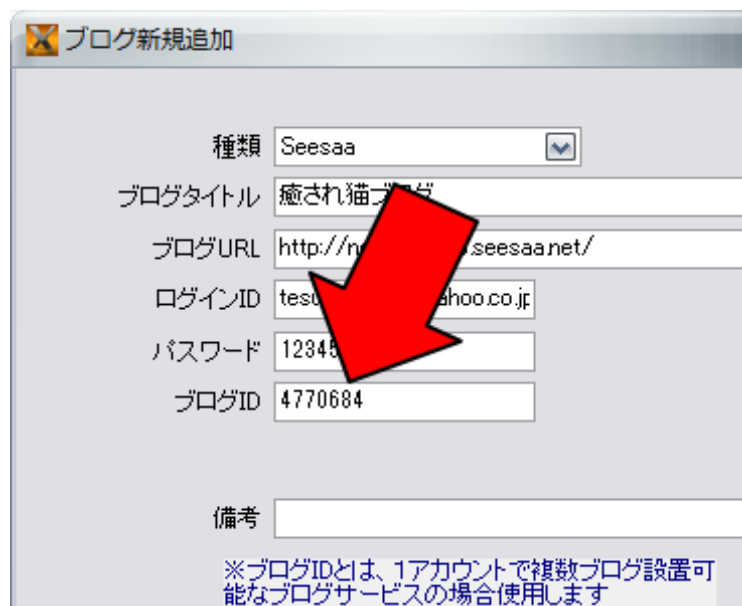 ブログ新規追加
種類 Seesaa
ブログタイトル 癒され猫ブログ
ブログURL http://n .seesaa.net/
ログインID tes ahoo.co.jp
パスワード 12345
ブログID 4770684
備考
※ブログIDとは、1アカウントで複数ブログ設置可
能なブログサービスの場合使用します